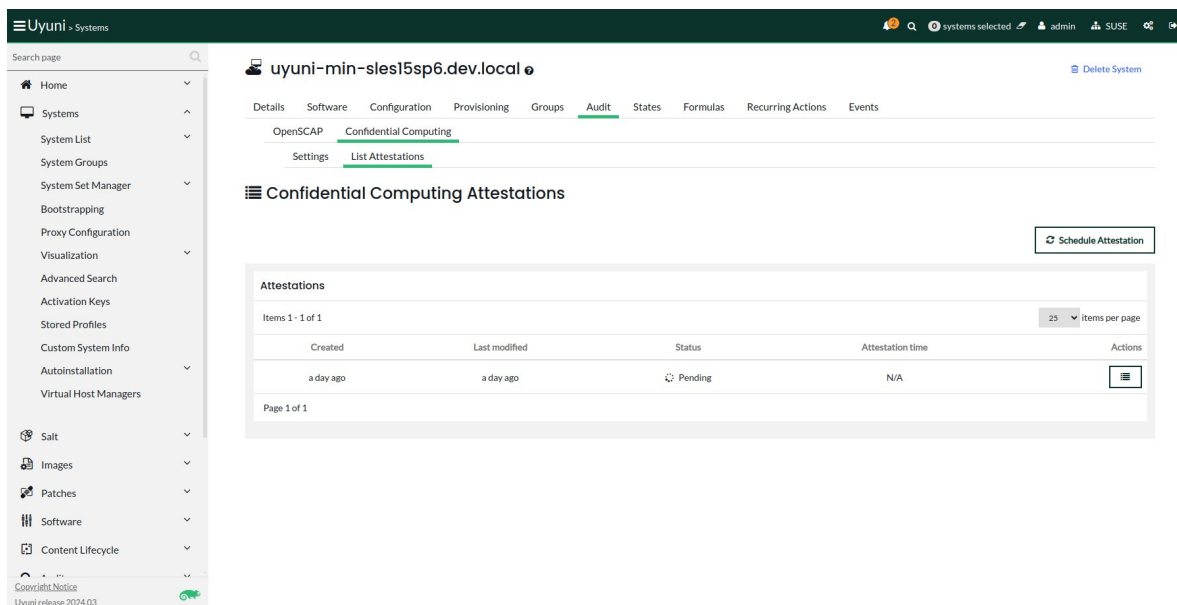 Uyuni > Systems
2
0 systems selected
admin
SUSE
Search page
Home
Systems
System List
System Groups
System Set Manager
Bootstrapping
Proxy Configuration
Visualization
Advanced Search
Activation Keys
Stored Profiles
Custom System Info
Autoinstallation
Virtual Host Managers
Salt
Images
Patches
Software
Content Lifecycle
Copyright Notice
Uyuni release 2024.03
uyuni-min-sles15sp6.dev.local
Delete System
Details Software Configuration Provisioning Groups Audit States Formulas Recurring Actions Events
OpenSCAP Confidential Computing
Settings List Attestations
Confidential Computing Attestations
Schedule Attestation
Attestations
Items 1 - 1 of 1
25 items per page
Created Last modified Status Attestation time Actions
a day ago a day ago Pending N/A
Page 1 of 1